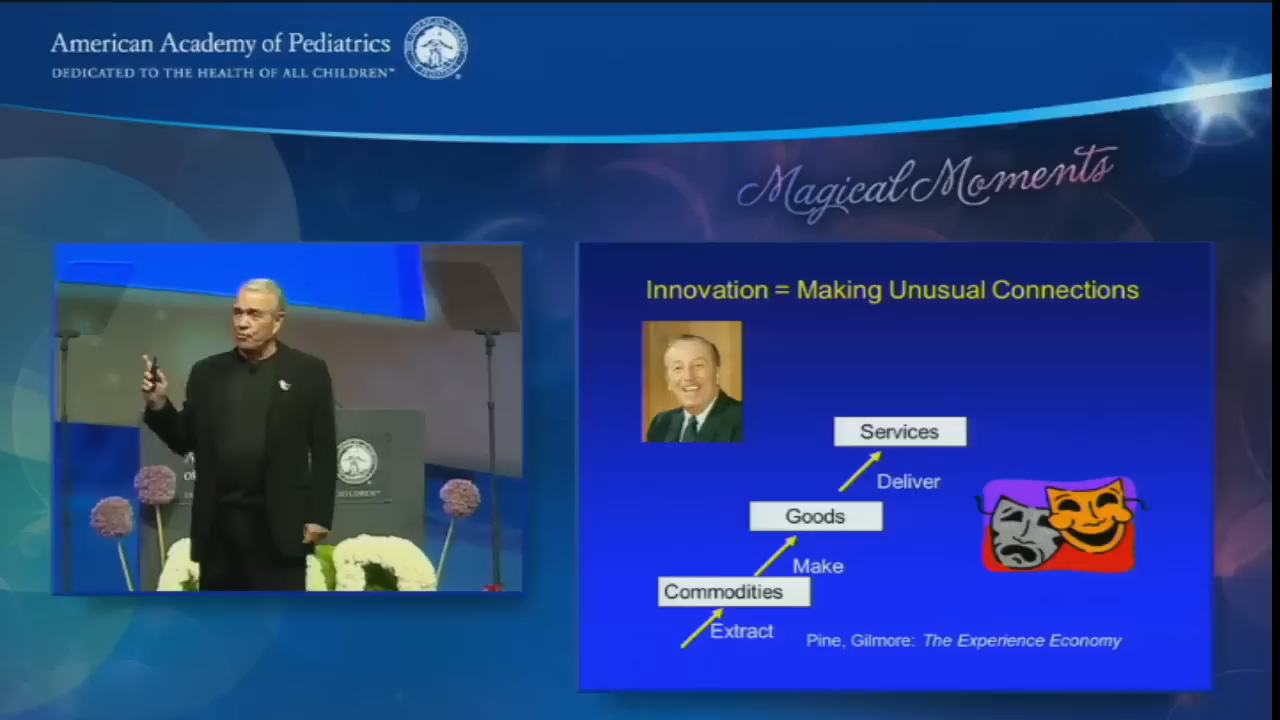 American Academy of Pediatrics
DEDICATED TO THE HEALTH OF ALL CHILDREN™
Magical Moments
Innovation = Making Unusual Connections
Services
Deliver
Goods
Make
Commodities
Extract
Pine, Gilmore: The Experience Economy